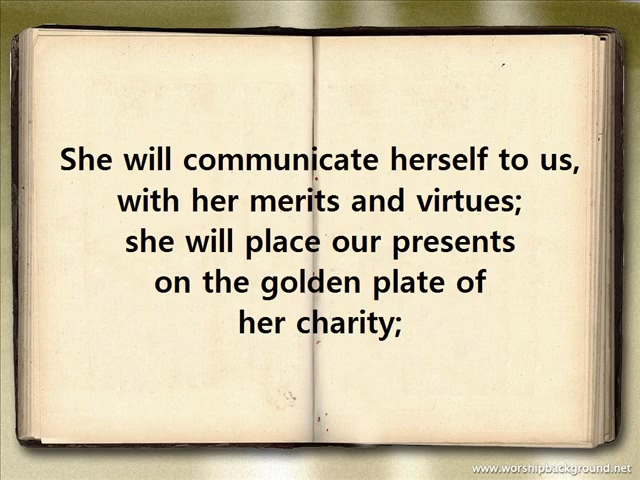 She will communicate herself to us,
with her merits and virtues;
she will place our presents
on the golden plate of
her charity;
www.worshipbackground.net